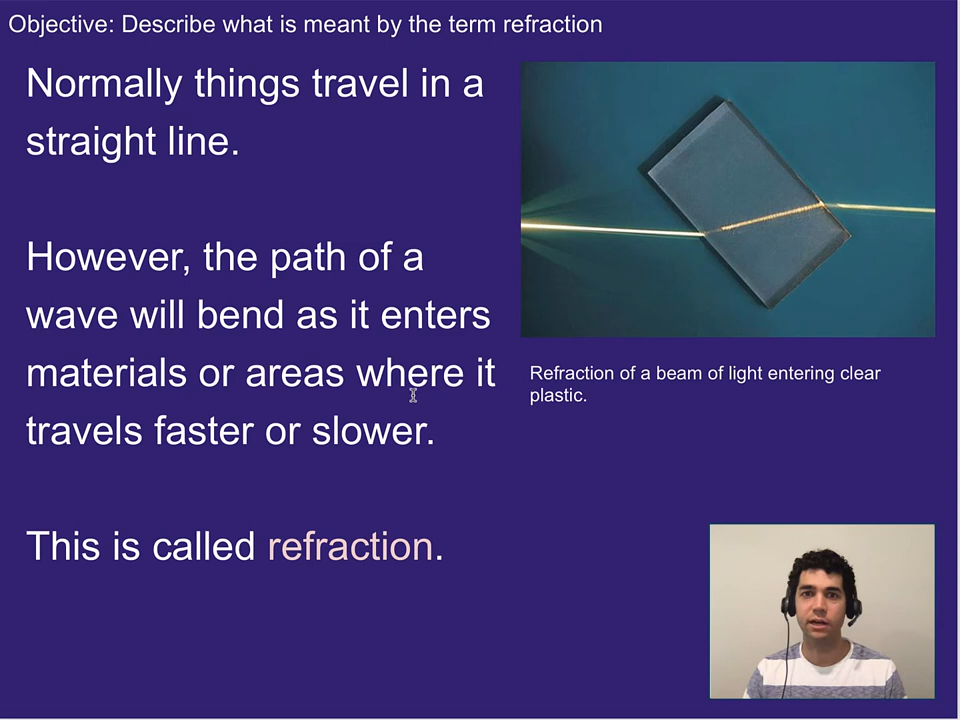 Objective: Describe what is meant by the term refraction
Normally things travel in a
straight line.
However, the path of a
wave will bend as it enters
materials or areas where it
travels faster or slower.
This is called refraction.
Refraction of a beam of light entering clear
plastic.